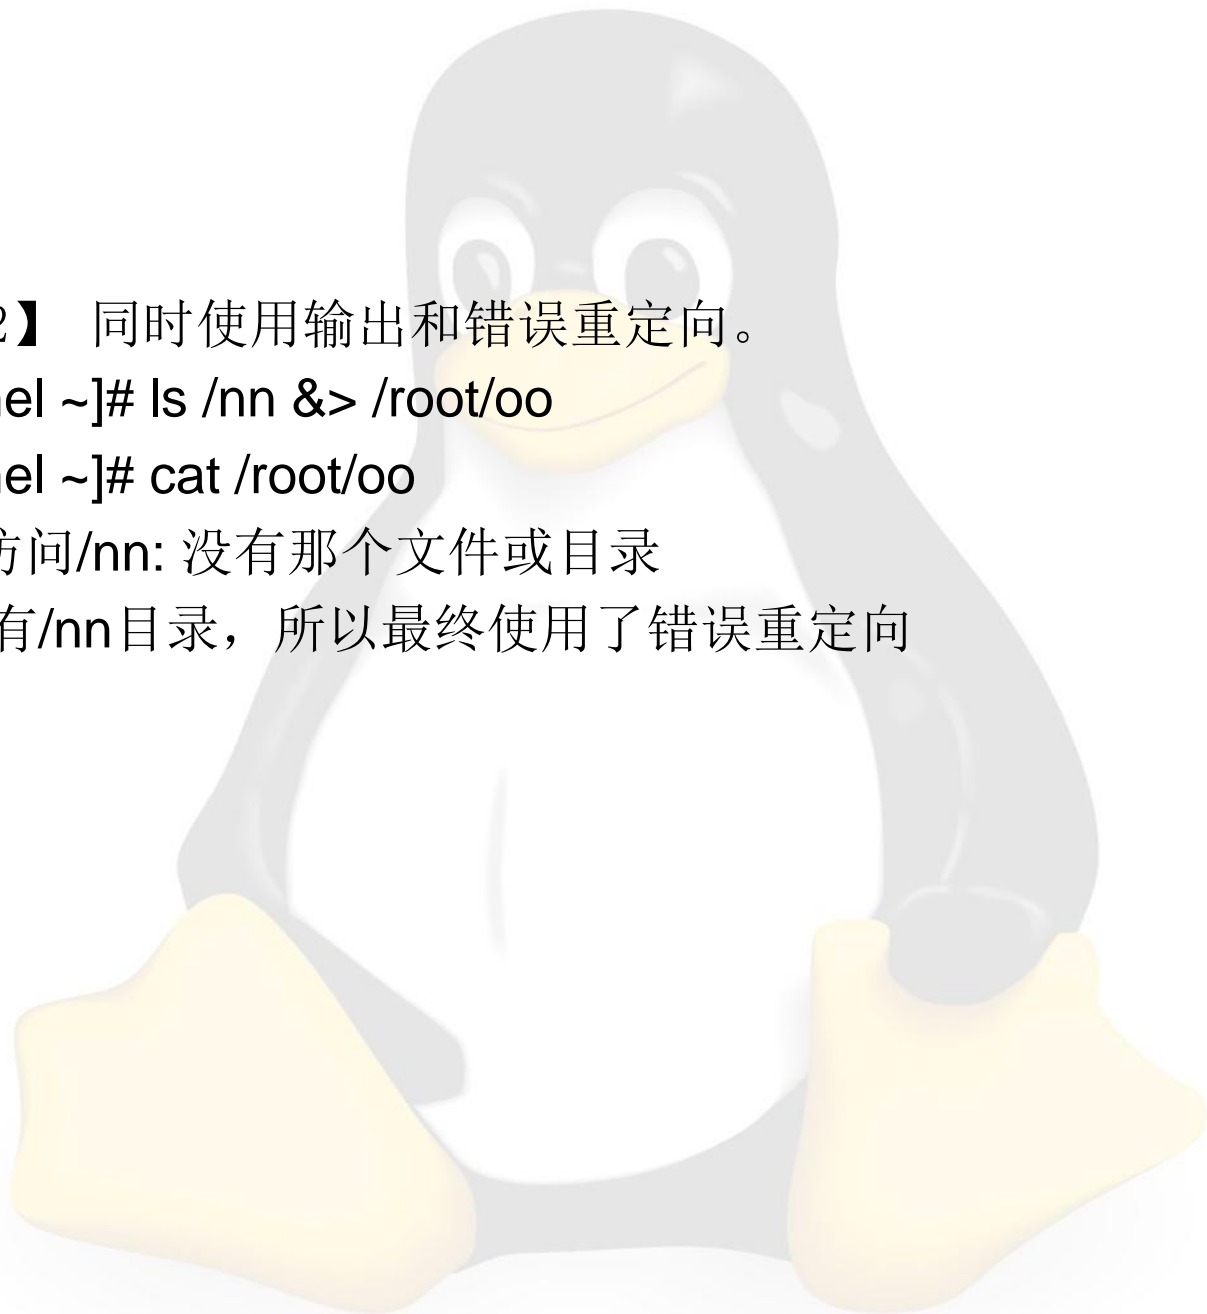 2】 同时使用输出和错误重定向。
el ~]# ls /nn &> /root/oo
el ~]# cat /root/oo
访问/nn: 没有那个文件或目录
有/nn目录，所以最终使用了错误重定向